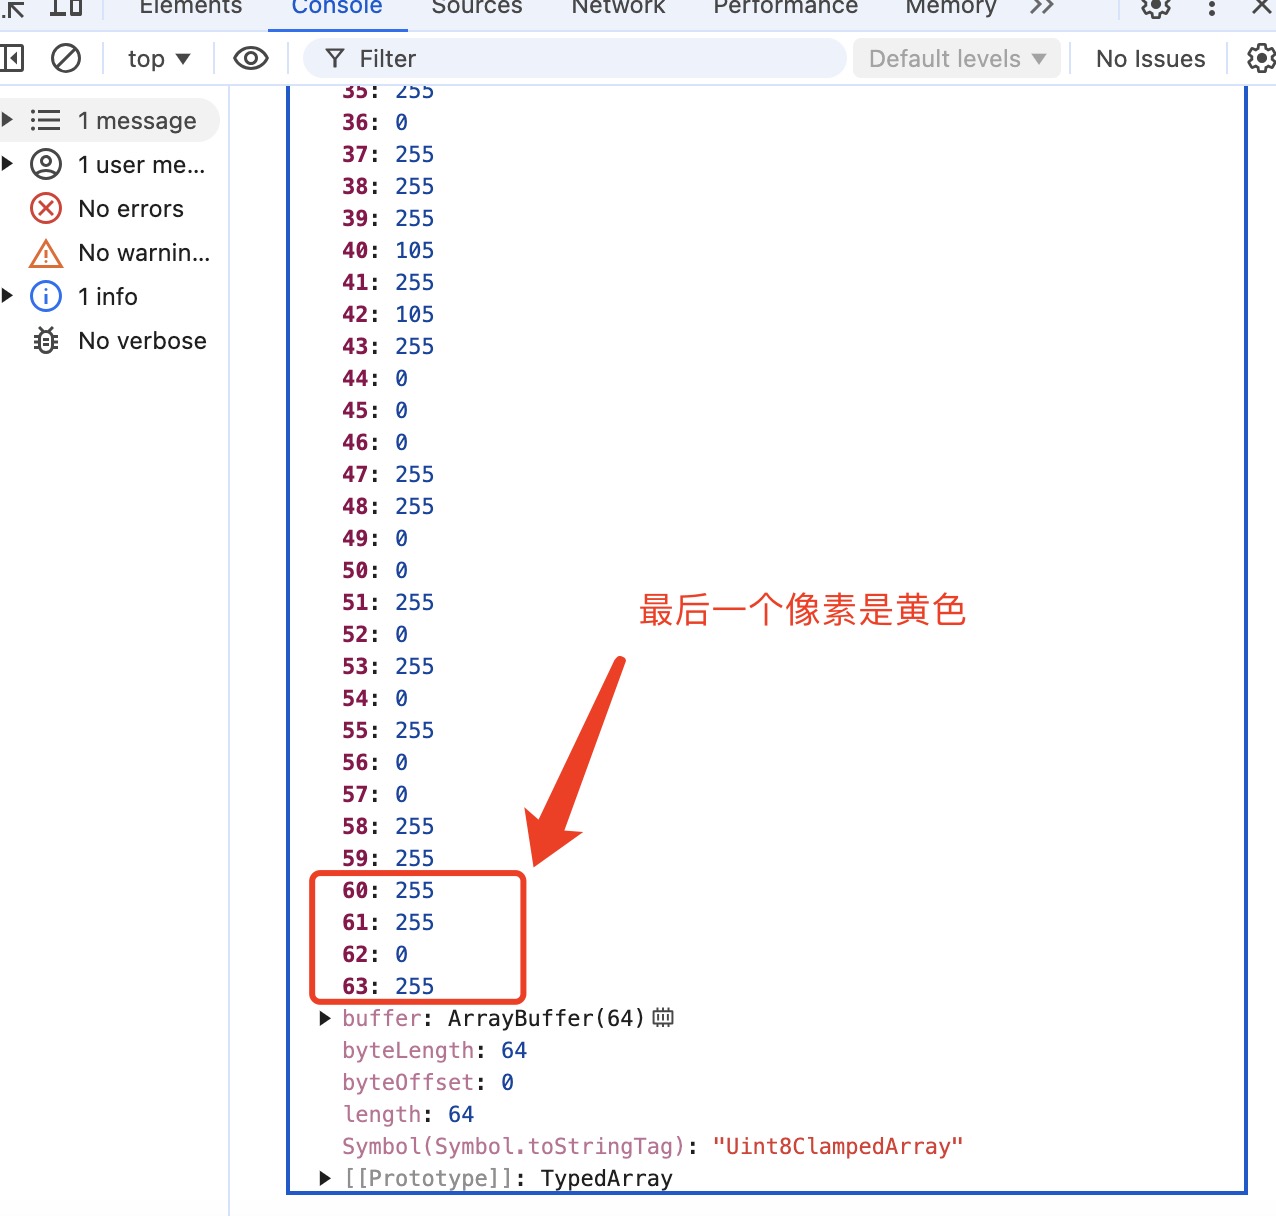 Elements Console Sources Network Performance Memory
top Filter Default levels No Issues
1 message
1 user me...
No errors
No warnin...
1 info
No verbose
35: 255
36: 0
37: 255
38: 255
39: 255
40: 105
41: 255
42: 105
43: 255
44: 0
45: 0
46: 0
47: 255
48: 255
49: 0
50: 0
51: 255
52: 0
53: 255
54: 0
55: 255
56: 0
57: 0
58: 255
59: 255
60: 255
61: 255
62: 0
63: 255
buffer: ArrayBuffer(64)
byteLength: 64
byteOffset: 0
length: 64
Symbol(Symbol.toStringTag): "Uint8ClampedArray"
[[Prototype]]: TypedArray
最后一个像素是黄色